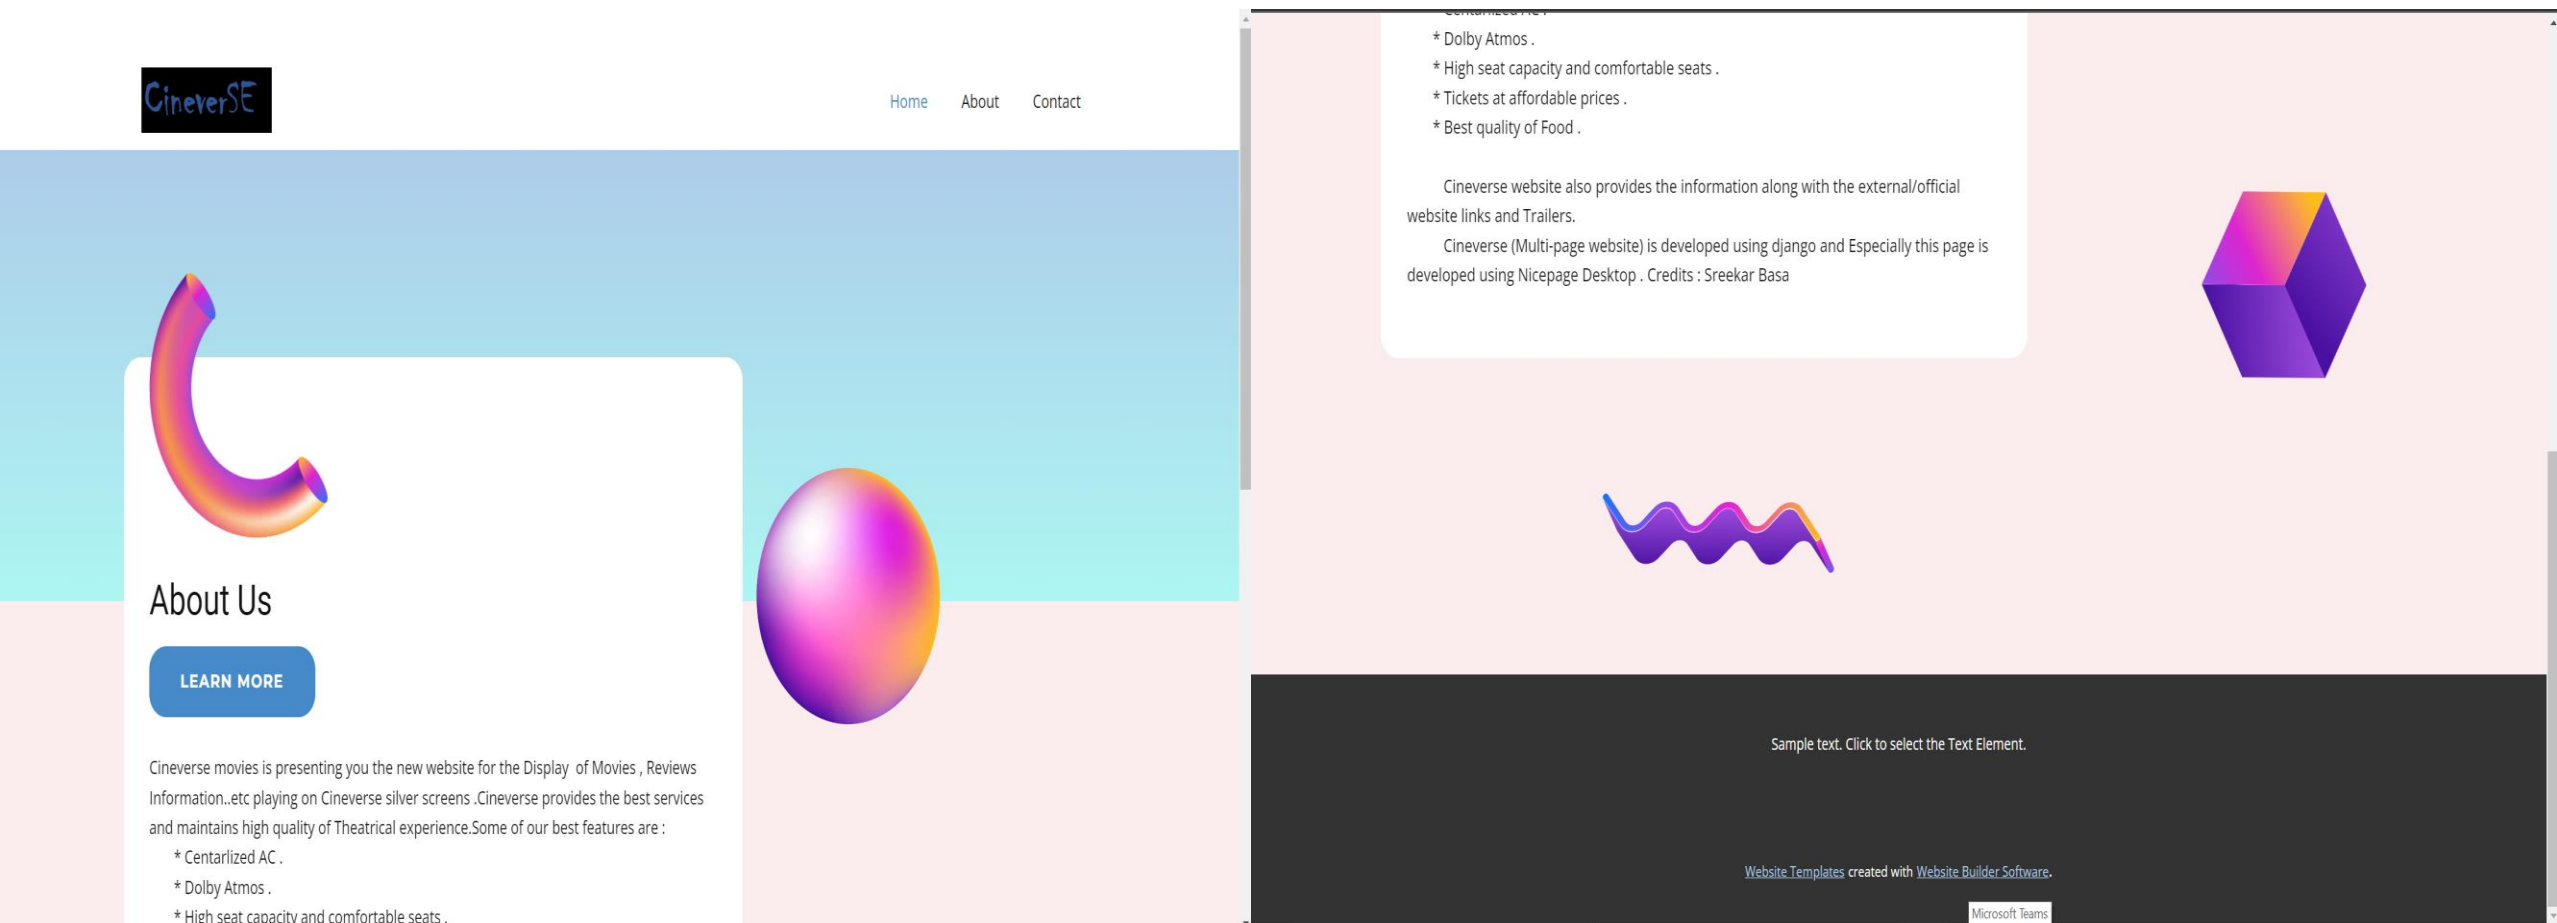 CineverSE
Home About Contact
About Us
LEARN MORE
Cineverse movies is presenting you the new website for the Display of Movies , Reviews
Information..etc playing on Cineverse silver screens .Cineverse provides the best services
and maintains high quality of Theatrical experience.Some of our best features are :
* Centarlized AC .
* Dolby Atmos .
* High seat capacity and comfortable seats .
* Dolby Atmos .
* High seat capacity and comfortable seats .
* Tickets at affordable prices .
* Best quality of Food .
Cineverse website also provides the information along with the external/official
website links and Trailers.
Cineverse (Multi-page website) is developed using django and Especially this page is
developed using Nicepage Desktop . Credits : Sreekar Basa
Sample text. Click to select the Text Element.
Website Templates created with Website Builder Software.
Microsoft Teams